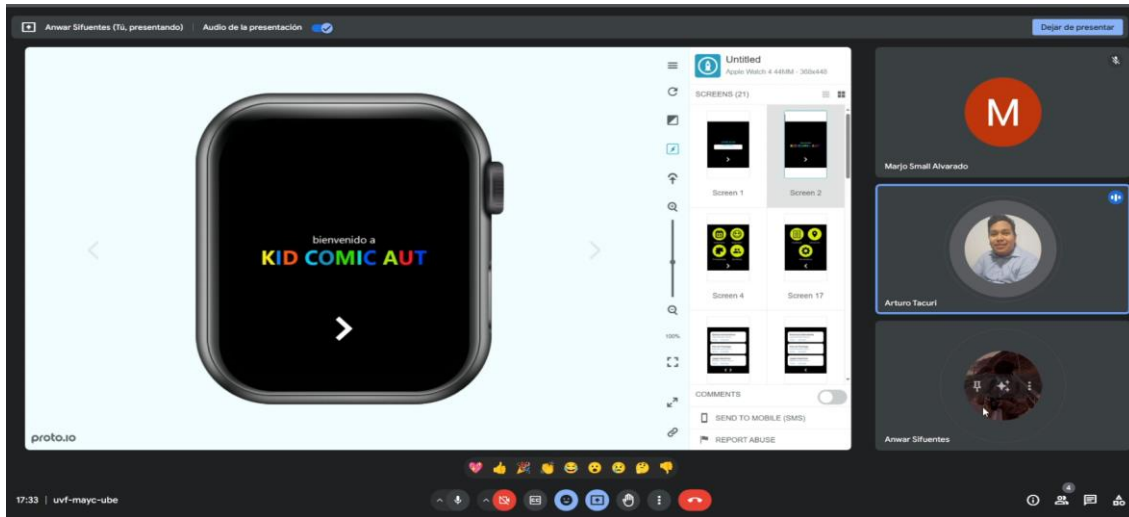 Anwar Sifuentes (Tú, presentando)
Audio de la presentación
Dejar de presentar
bienvenido a
KID COMIC AUT
proto.io
100%
Untitled
Apple Watch 4 44MM - 368x448
SCREENS (21)
Screen 1
Screen 2
Screen 4
Screen 17
COMMENTS
SEND TO MOBILE (SMS)
REPORT ABUSE
M
Marjo Small Alvarado
Arturo Tacuri
Anwar Sifuentes
17:33 | uvf-mayc-ube
4